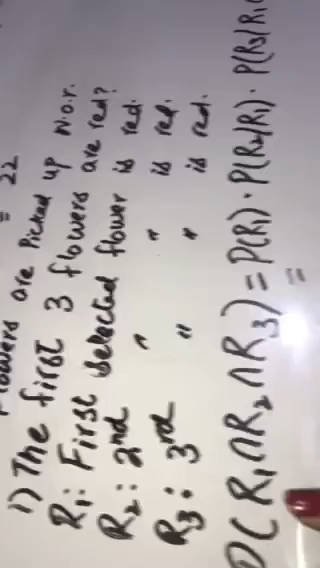 = 22
Flowers are Picked up N.O.r.
1) The first 3 flowers are red?
R₁: First selected flower is red.
R₂: 2nd " " is red.
R₃: 3rd " " is red.
P(R₁∩R₂∩R₃) = P(R₁) · P(R₂/R₁) · P(R₃/R₁
=